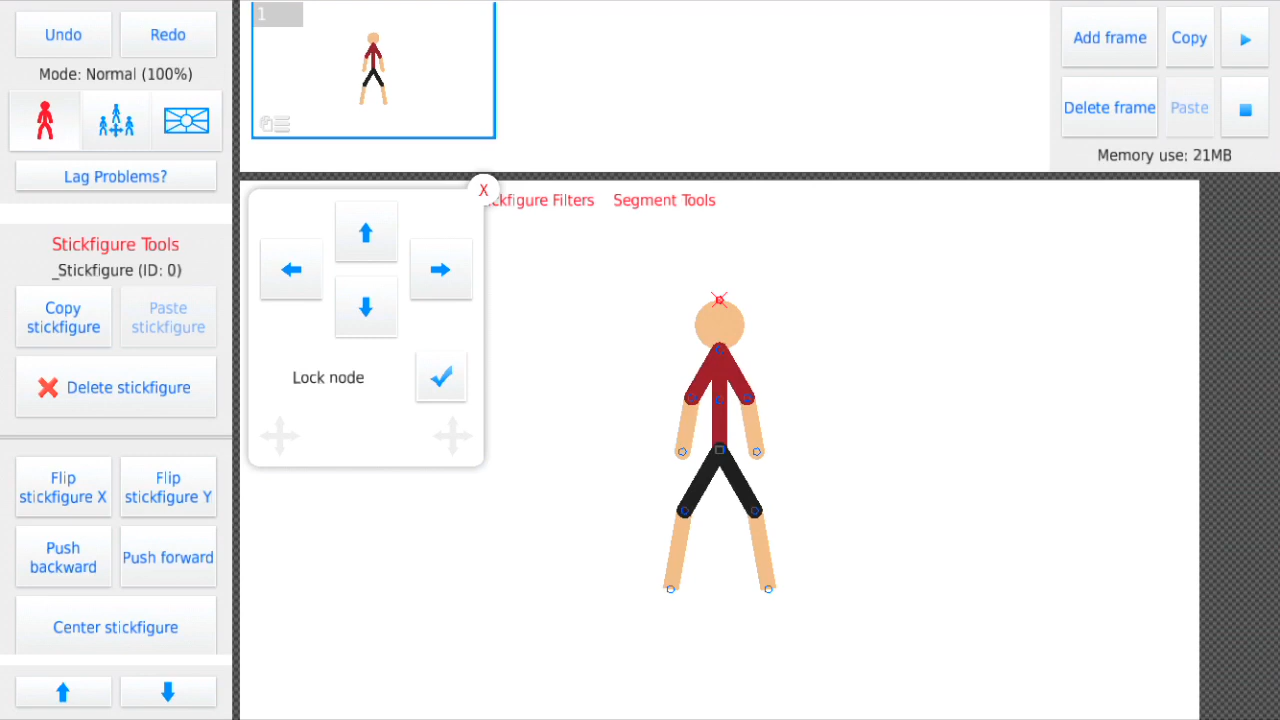 Undo
Redo
Mode: Normal (100%)
Lag Problems?
Stickfigure Tools
_Stickfigure (ID: 0)
Copy
stickfigure
Paste
stickfigure
Delete stickfigure
Flip
stickfigure X
Flip
stickfigure Y
Push
backward
Push forward
Center stickfigure
1
Add frame
Copy
Delete frame
Paste
Memory use: 21MB
X
ckfigure Filters
Segment Tools
Lock node